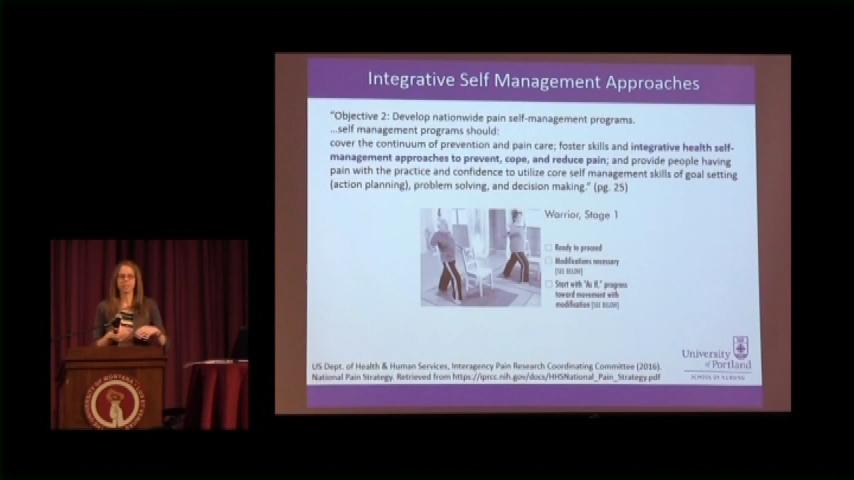 Integrative Self Management Approaches
"Objective 2: Develop nationwide pain self-management programs.
...self management programs should:
cover the continuum of prevention and pain care; foster skills and integrative health self-
management approaches to prevent, cope, and reduce pain; and provide people having
pain with the practice and confidence to utilize core self management skills of goal setting
(action planning), problem solving, and decision making." (pg. 25)
Warrior, Stage 1
Ready to proceed
Modifications necessary
[SEE BELOW]
Start with "As If," progress
toward movement with
modification [SEE BELOW]
University
of Portland
SCHOOL OF NURSING
US Dept. of Health & Human Services, Interagency Pain Research Coordinating Committee (2016).
National Pain Strategy. Retrieved from https://iprcc.nih.gov/docs/HHSNational_Pain_Strategy.pdf
UNIVERSITY OF MONTANA